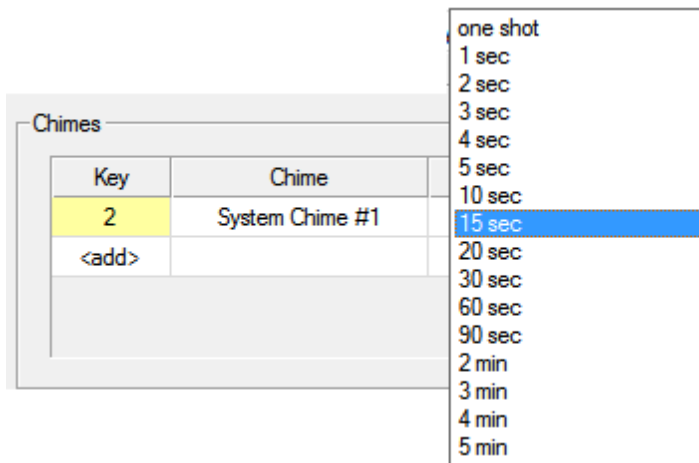 Chimes
Key Chime
2 System Chime #1
<add>
one shot
1 sec
2 sec
3 sec
4 sec
5 sec
10 sec
15 sec
20 sec
30 sec
60 sec
90 sec
2 min
3 min
4 min
5 min